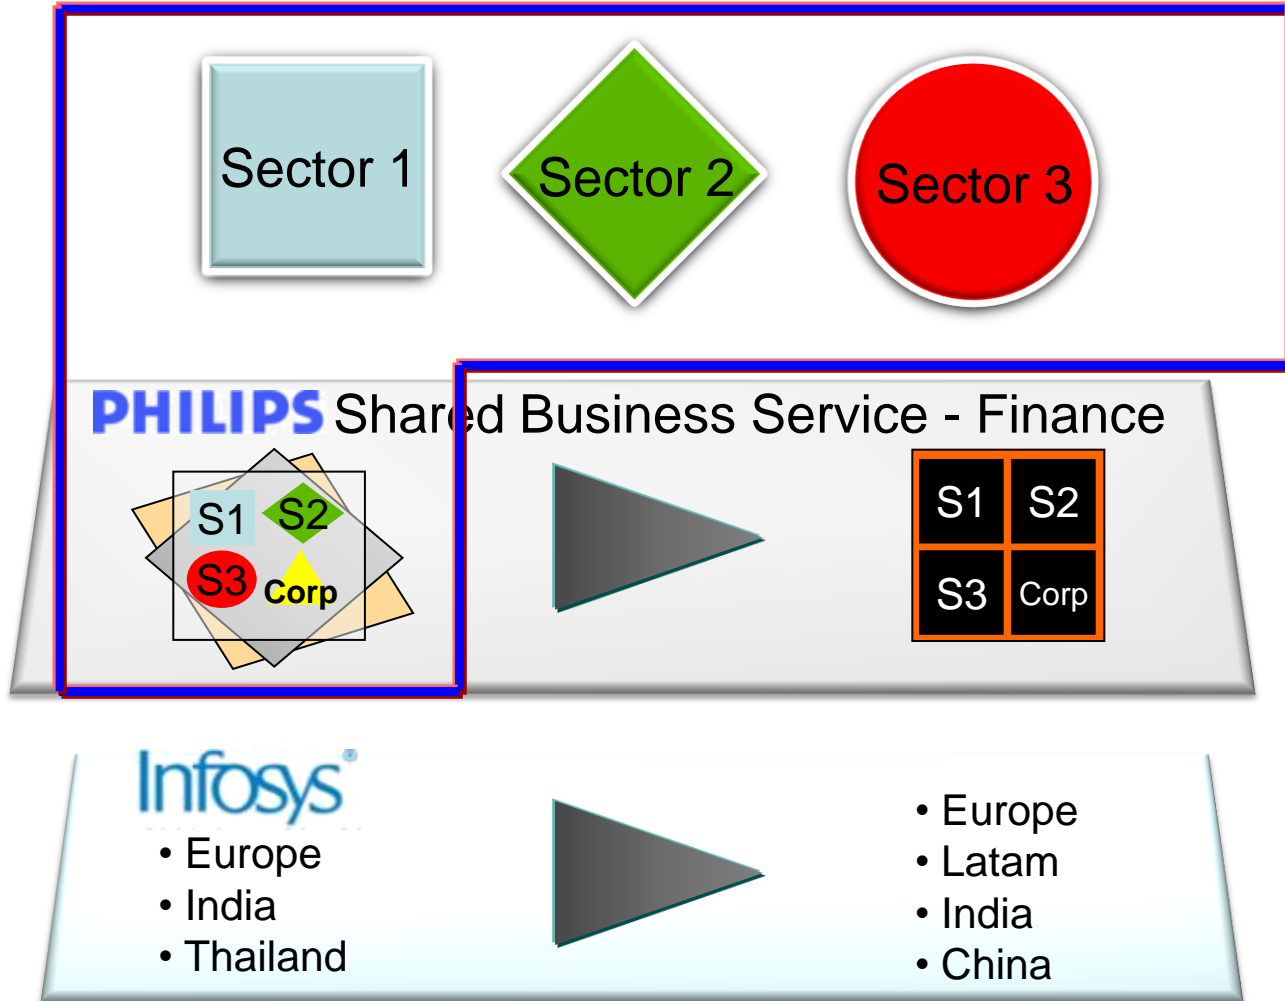 Sector 1
Sector 2
Sector 3
PHILIPS Shared Business Service - Finance
S1 S2
S3 Corp
S1 S2
S3 Corp
Infosys®
• Europe
• India
• Thailand
• Europe
• Latam
• India
• China